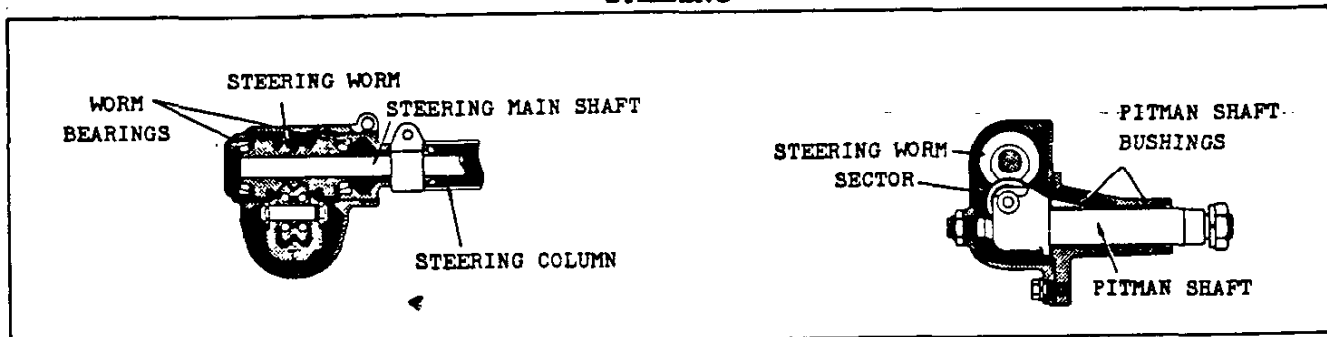 STEERING WORM
WORM
BEARINGS
STEERING MAIN SHAFT
STEERING COLUMN
PITMAN SHAFT
BUSHINGS
STEERING WORM
SECTOR
PITMAN SHAFT